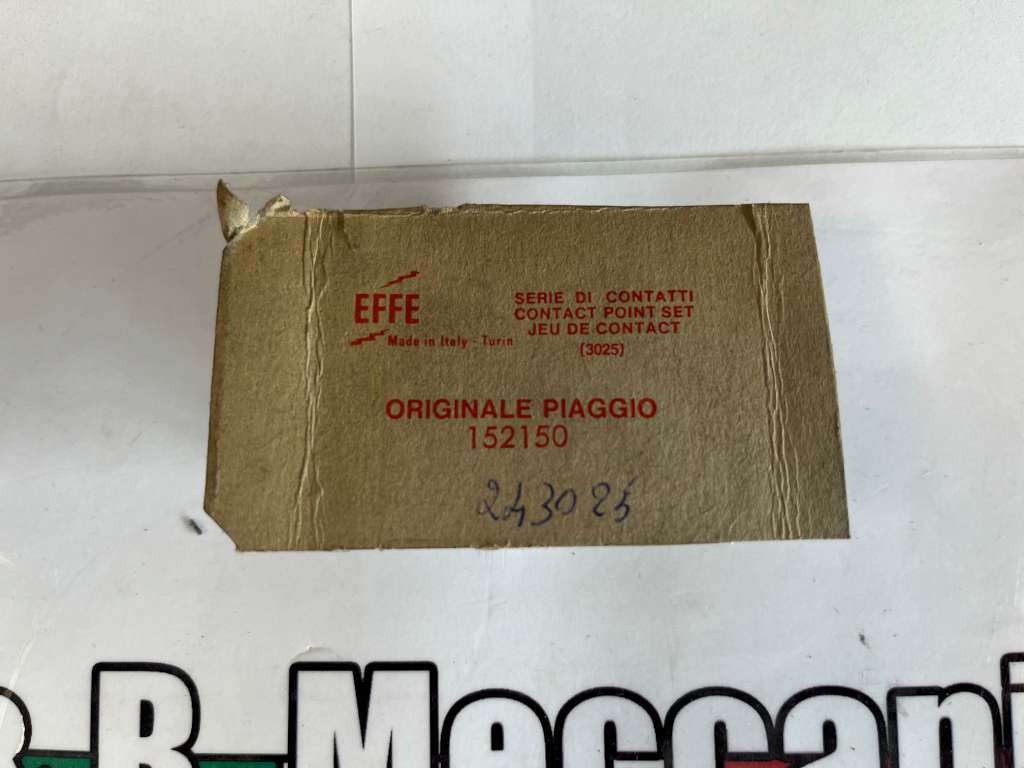 EFFE
Made in Italy - Turin
SERIE DI CONTATTI
CONTACT POINT SET
JEU DE CONTACT
(3025)
ORIGINALE PIAGGIO
152150
243025
B. Meccani